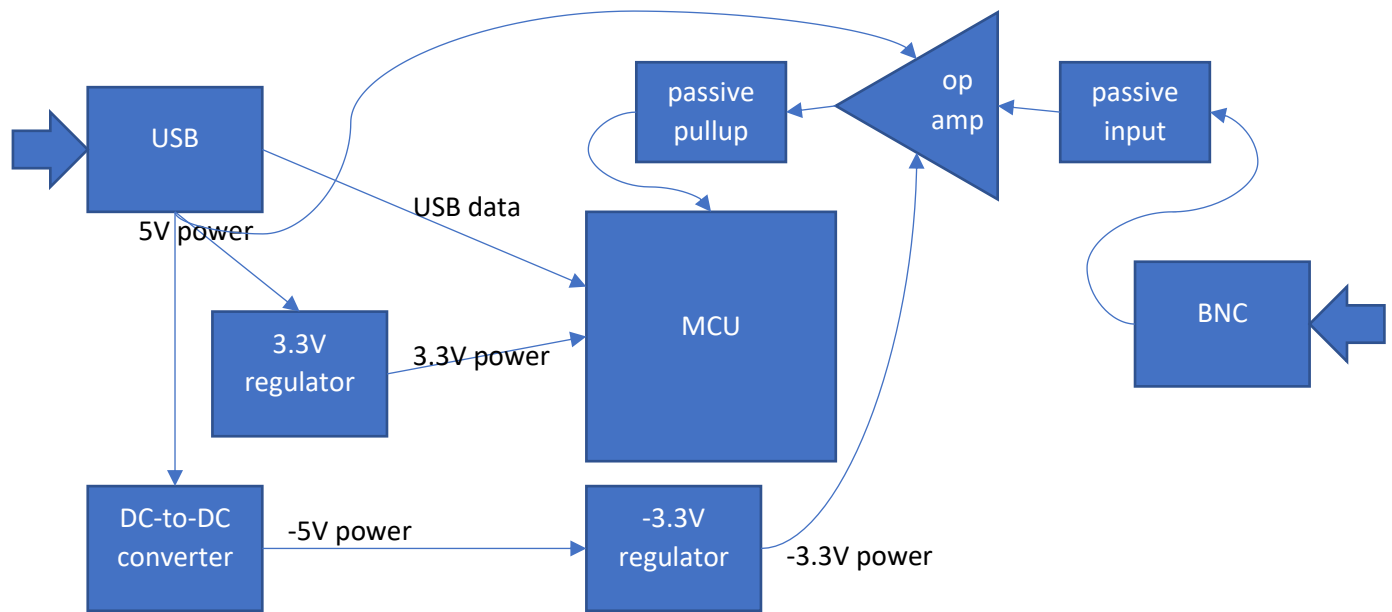 op
amp
passive
pullup
passive
input
USB
USB data
5V power
BNC
MCU
3.3V
regulator
3.3V power
DC-to-DC
converter
-5V power
-3.3V
regulator
-3.3V power